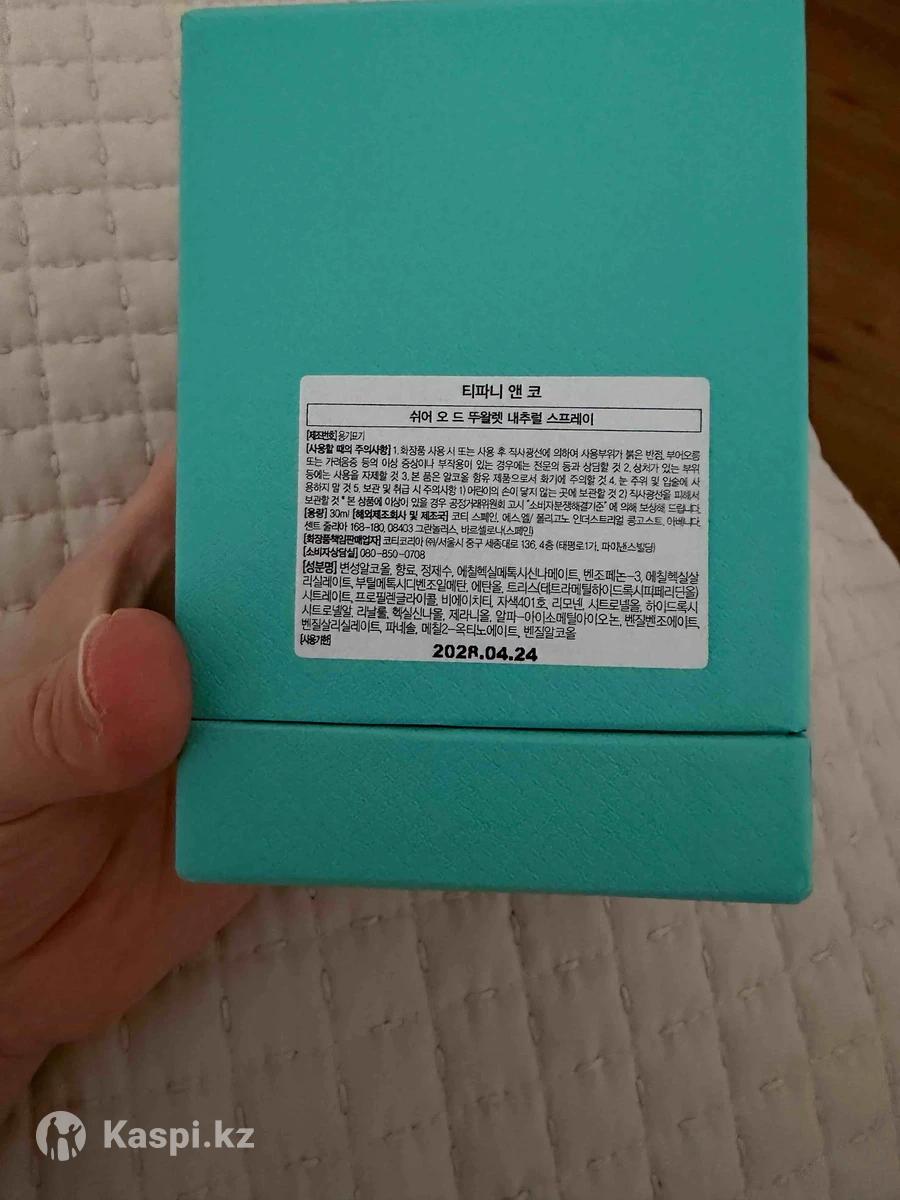 티파니 앤 코
쉬어 오 드 뚜왈렛 내추럴 스프레이
[제조번호] 용기표기
[사용할 때의 주의사항] 1. 화장품 사용 시 또는 사용 후 직사광선에 의하여 사용부위가 붉은 반점, 부어오름
또는 가려움증 등의 이상 증상이나 부작용이 있는 경우에는 전문의 등과 상담할 것 2. 상처가 있는 부위
등에는 사용을 자제할 것 3. 본 품은 알코올 함유 제품으로서 화기에 주의할 것 4. 눈 주위 및 입술에 사
용하지 말 것 5. 보관 및 취급 시 주의사항 1) 어린이의 손이 닿지 않는 곳에 보관할 것 2) 직사광선을 피해서
보관할 것 * 본 상품에 이상이 있을 경우 공정거래위원회 고시 "소비자분쟁해결기준" 에 의해 보상해 드립니다.
[용량] 30ml [해외제조회사 및 제조국] 코티 스페인, 에스엘/ 폴리고노 인더스트리얼 콩고스트, 아베니다.
센트 줄리아 168-180, 08403 그란놀러스, 바르셀로나(스페인)
[화장품책임판매업자] 코티코리아 ㈜/서울시 중구 세종대로 136, 4층 (태평로1가, 파이낸스빌딩)
[소비자상담실] 080-850-0708
[성분명] 변성알코올, 향료, 정제수, 에칠헥실메톡시신나메이트, 벤조페논-3, 에칠헥실살
리실레이트, 부틸메톡시디벤조일메탄, 에탄올, 트리스(테트라메틸하이드록시피페리딘올)
시트레이트, 프로필렌글라이콜, 비에이치티, 자색401호, 리모넨, 시트로넬올, 하이드록시
시트로넬알, 리날룰, 헥실신나몰, 제라니올, 알파-아이소메틸아이오논, 벤질벤조에이트,
벤질살리실레이트, 파네솔, 메칠2-옥티노에이트, 벤질알코올
[사용기한]
2028.04.24
Kaspi.kz